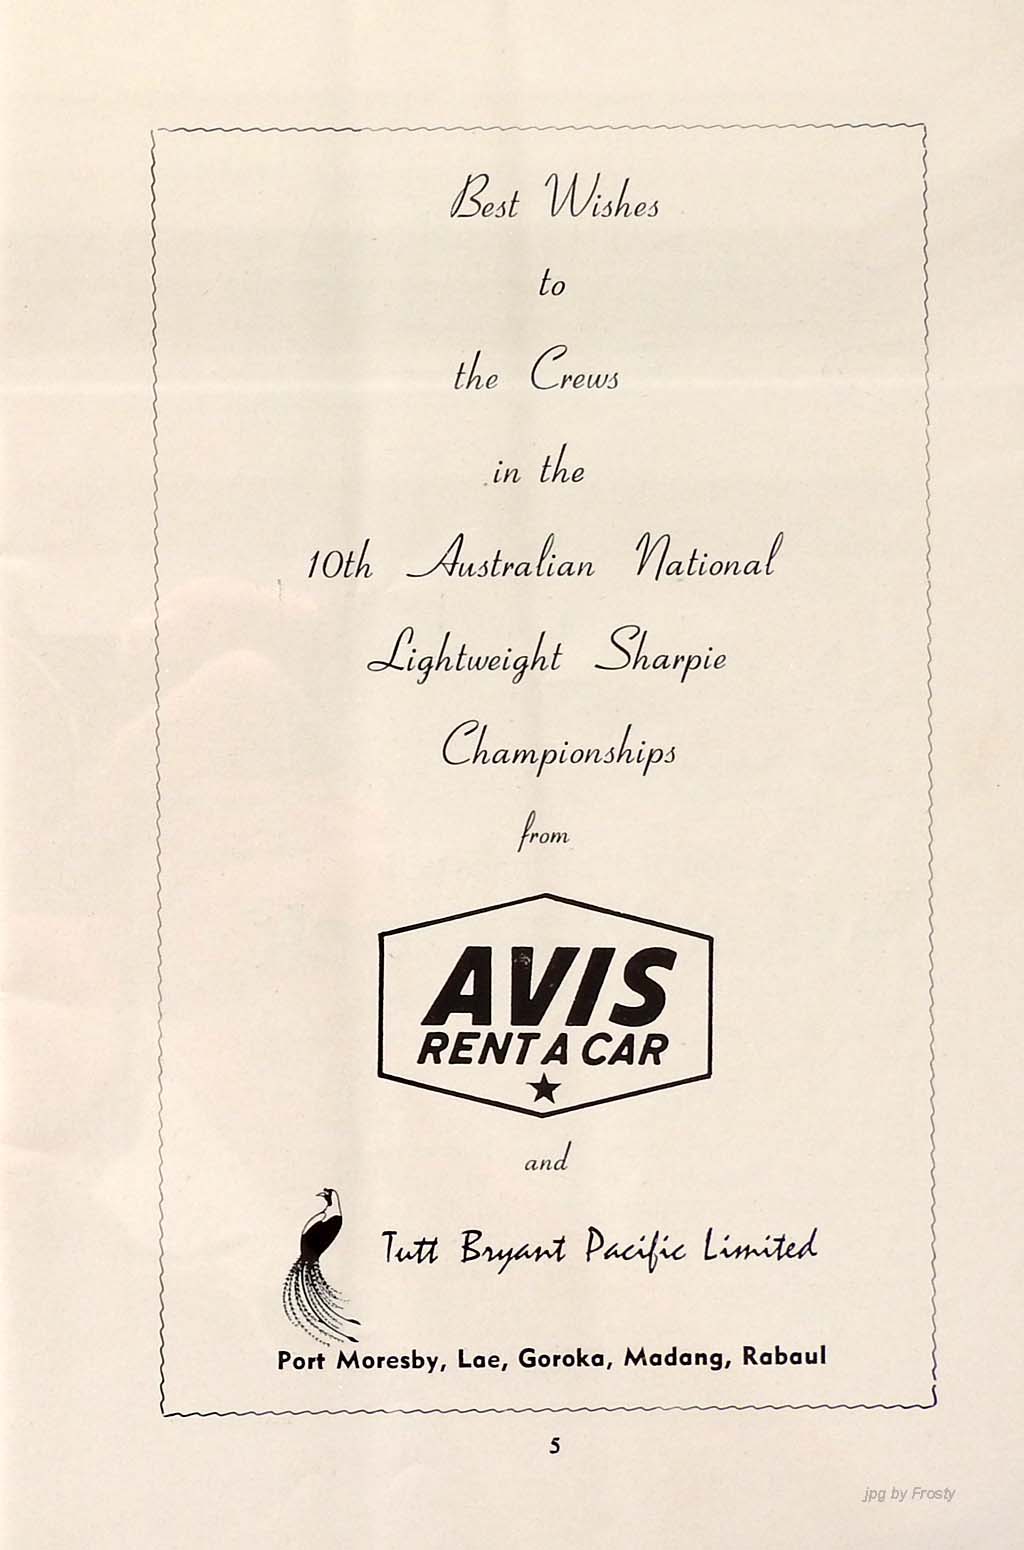 Best Wishes
to
the Crews
in the
10th Australian National
Lightweight Sharpie
Championships
from
AVIS
RENT A CAR
and
Tutt Bryant Pacific Limited
Port Moresby, Lae, Goroka, Madang, Rabaul
5
jpg by Frosty